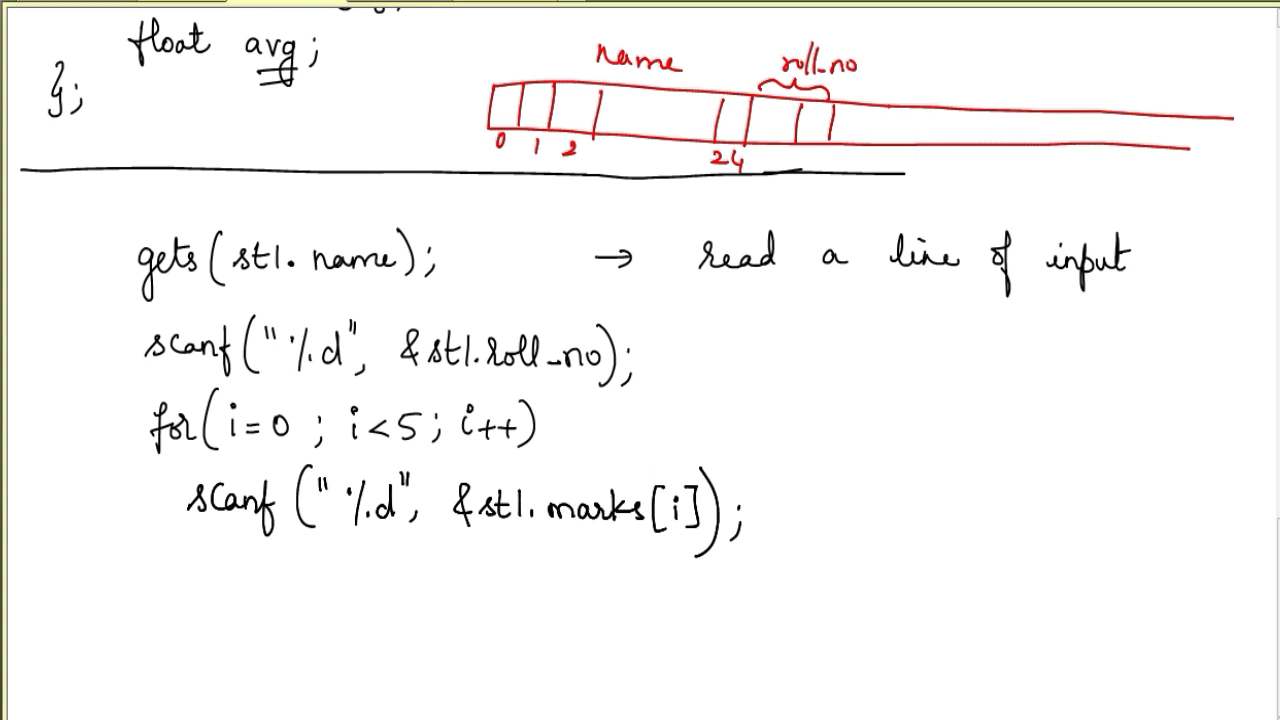 float avg;
};
name roll_no
0 1 2 24
gets(st1.name); → read a line of input
scanf("%d", &st1.roll_no);
for(i=0 ; i<5; i++)
scanf("%d", &st1.marks[i]);